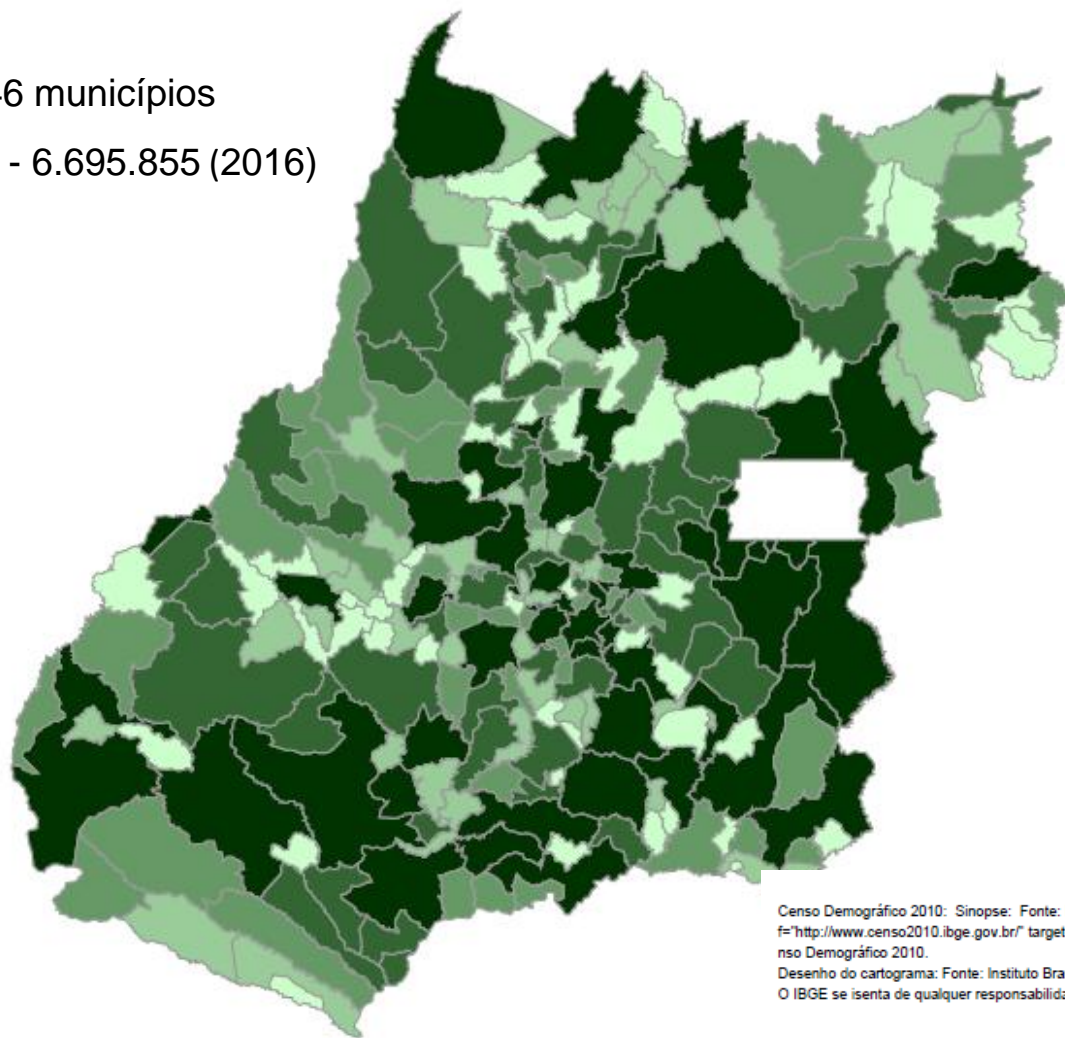 46 municípios
- 6.695.855 (2016)
Censo Demográfico 2010: Sinopse: Fonte:
f="http://www.censo2010.ibge.gov.br/" target
nso Demográfico 2010.
Desenho do cartograma: Fonte: Instituto Bra
O IBGE se isenta de qualquer responsabilida